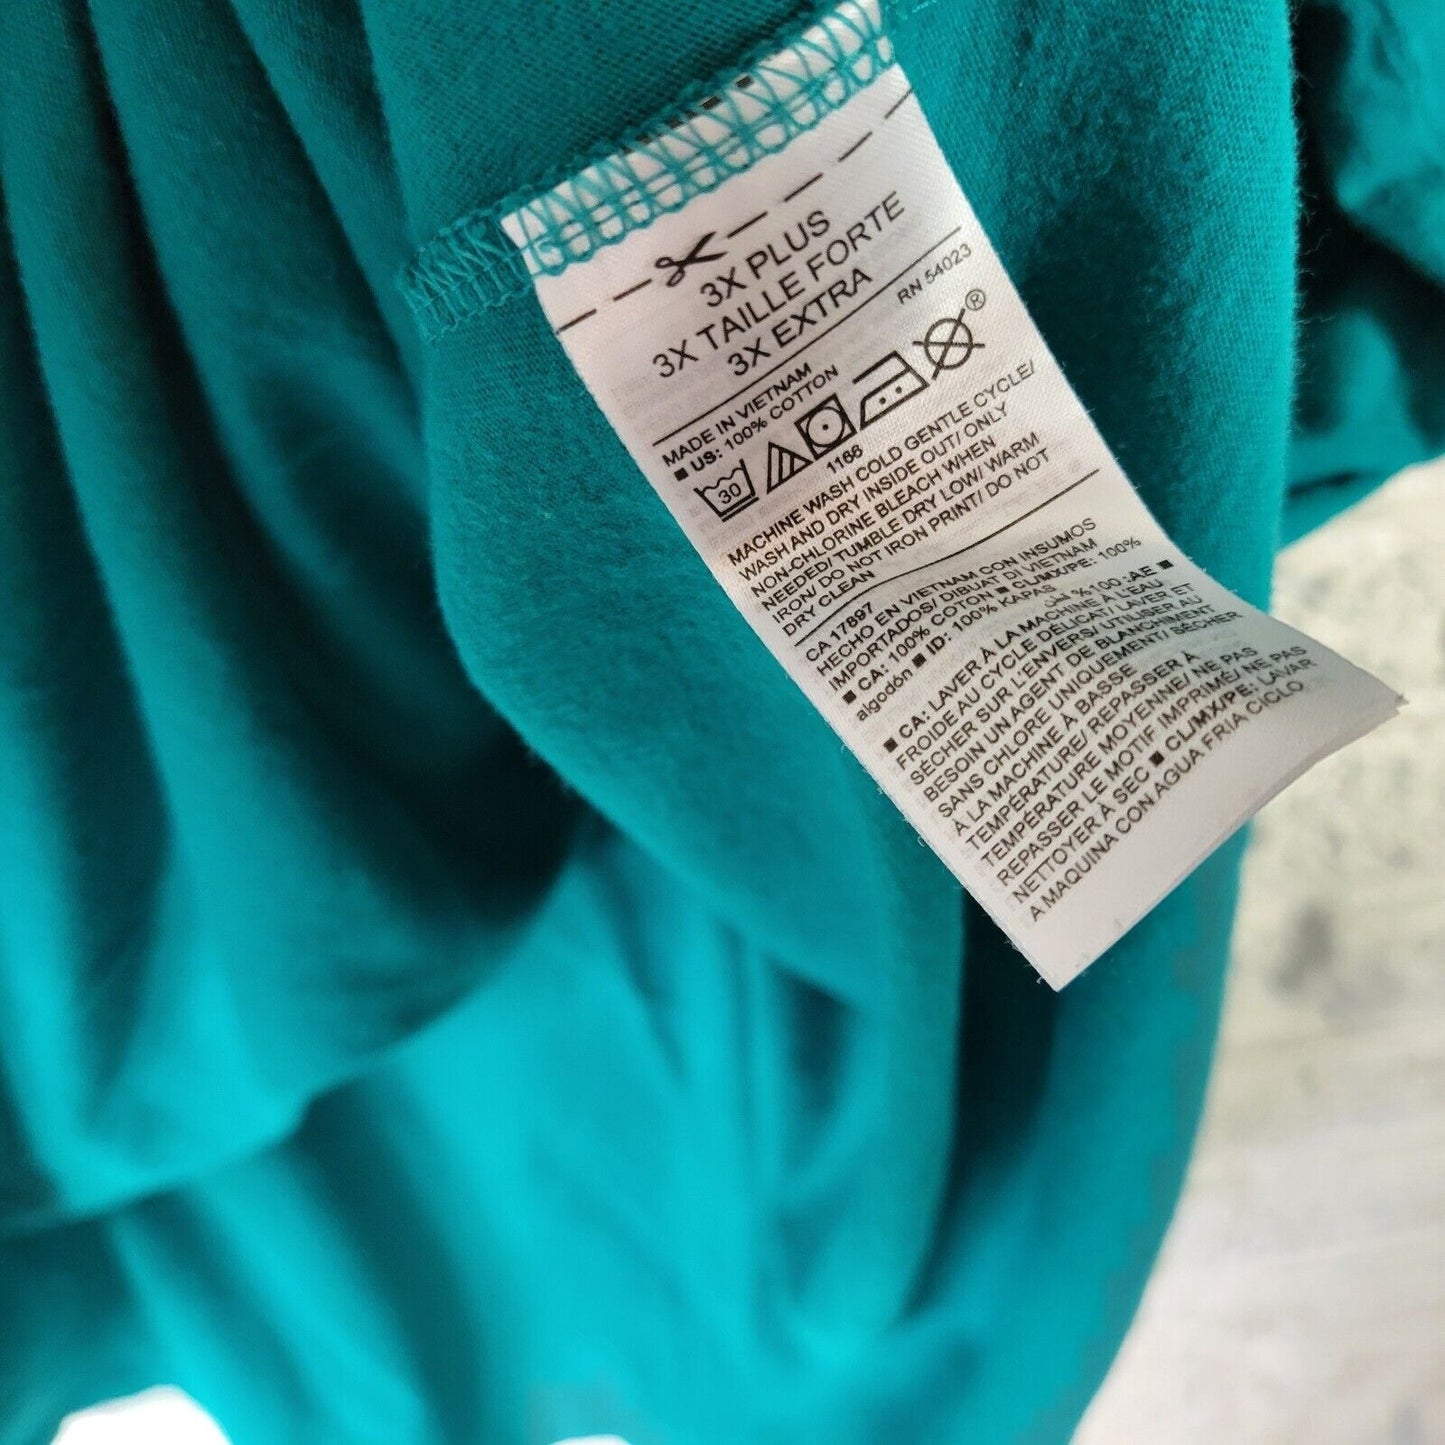 3X PLUS
3X TAILLE FORTE
3X EXTRA
RN 54023
MADE IN VIETNAM
■ US: 100% COTTON
30
®
1166
MACHINE WASH COLD GENTLE CYCLE/
WASH AND DRY INSIDE OUT/ ONLY
NON-CHLORINE BLEACH WHEN
NEEDED/ TUMBLE DRY LOW/ WARM
IRON/ DO NOT IRON PRINT/ DO NOT
DRY CLEAN
CA 17897
HECHO EN VIETNAM CON INSUMOS
IMPORTADOS/ DIBUAT DI VIETNAM
■ CA: 100% COTON ■ CL/MX/PE: 100%
algodón ■ ID: 100% KAPAS ■ AE: 100 %
■ CA: LAVER À LA MACHINE À L'EAU
FROIDE AU CYCLE DÉLICAT/ LAVER ET
SÉCHER SUR L'ENVERS/ UTILISER AU
BESOIN UN AGENT DE BLANCHIMENT
SANS CHLORE UNIQUEMENT/ SÉCHER
À LA MACHINE À BASSE
TEMPÉRATURE/ REPASSER À
TEMPÉRATURE MOYENNE/ NE PAS
REPASSER LE MOTIF IMPRIMÉ/ NE PAS
NETTOYER À SEC ■ CL/MX/PE: LAVAR
A MAQUINA CON AGUA FRIA CICLO